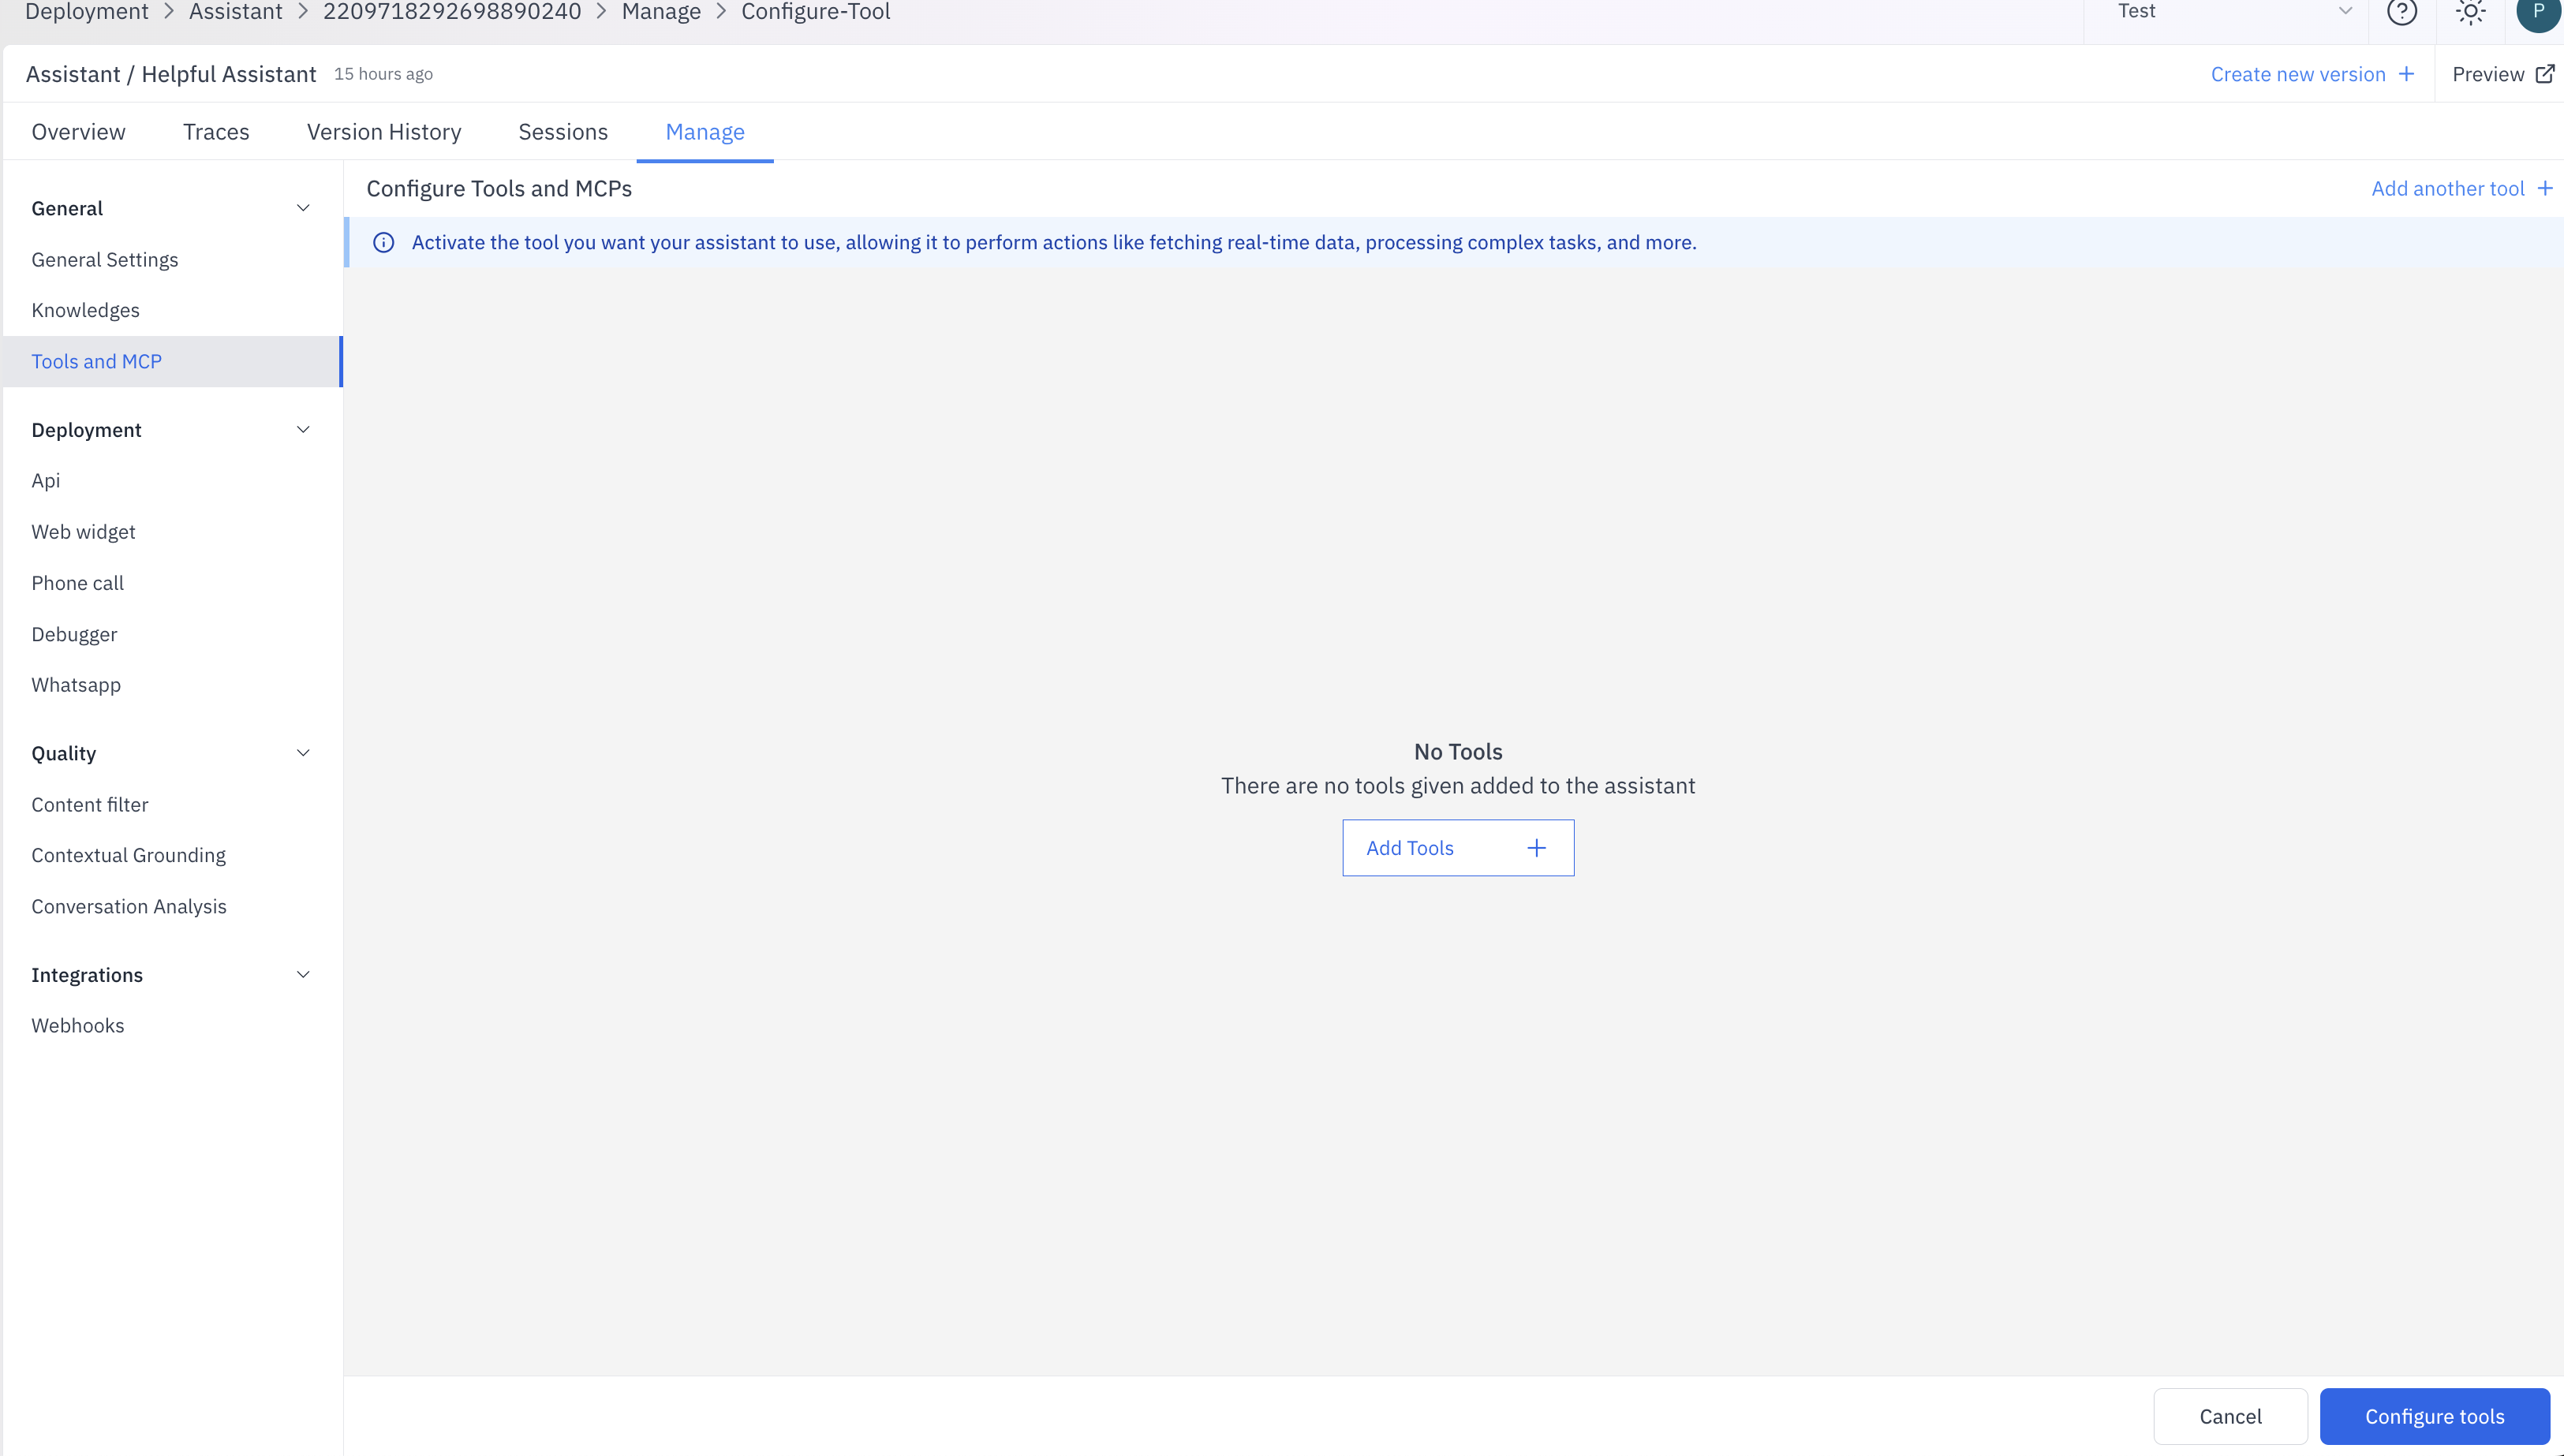 Deployment > Assistant > 2209718292698890240 > Manage > Configure-Tool
Test
P
Assistant / Helpful Assistant 15 hours ago
Create new version +
Preview
Overview Traces Version History Sessions Manage
General
General Settings
Knowledges
Tools and MCP
Deployment
Api
Web widget
Phone call
Debugger
Whatsapp
Quality
Content filter
Contextual Grounding
Conversation Analysis
Integrations
Webhooks
Configure Tools and MCPs
Add another tool +
Activate the tool you want your assistant to use, allowing it to perform actions like fetching real-time data, processing complex tasks, and more.
No Tools
There are no tools given added to the assistant
Add Tools +
Cancel
Configure tools